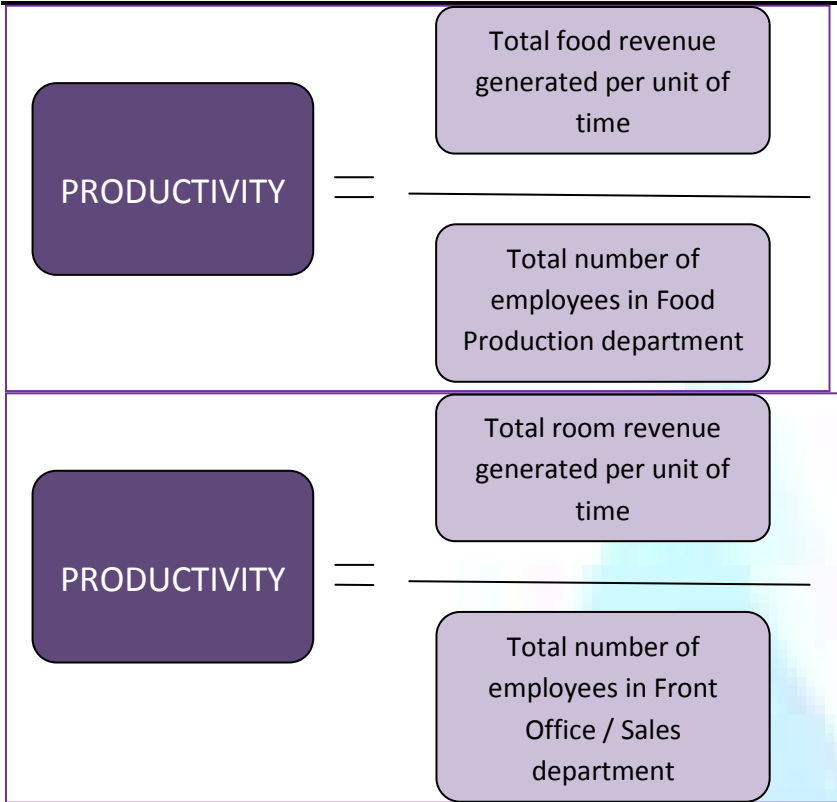 Total food revenue
generated per unit of
time
PRODUCTIVITY
=
Total number of
employees in Food
Production department
Total room revenue
generated per unit of
time
PRODUCTIVITY
=
Total number of
employees in Front
Office / Sales
department